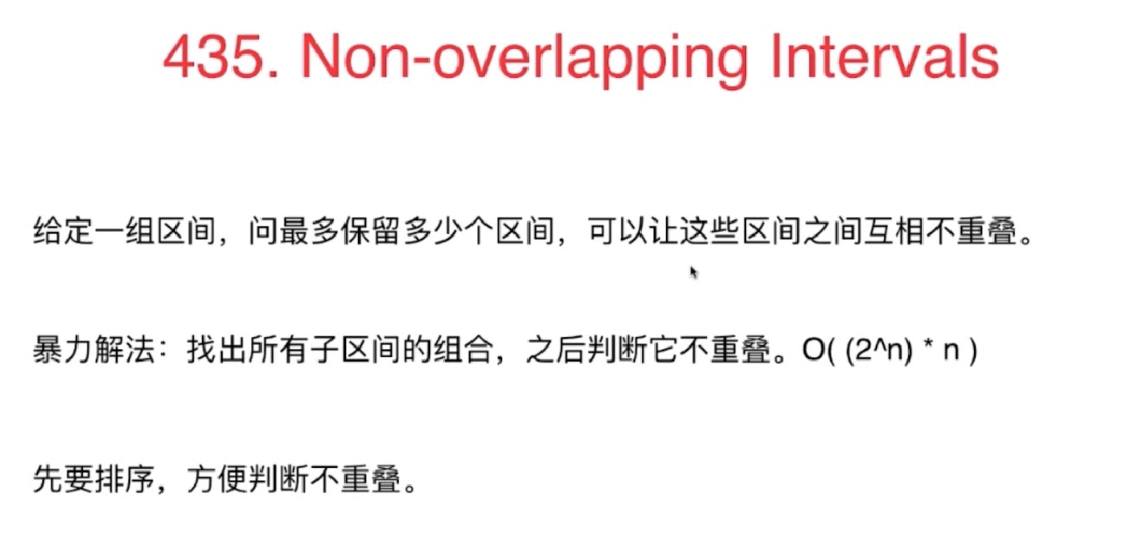 435. Non-overlapping Intervals
给定一组区间，问最多保留多少个区间，可以让这些区间之间互相不重叠。
暴力解法：找出所有子区间的组合，之后判断它不重叠。O( (2^n) * n )
先要排序，方便判断不重叠。